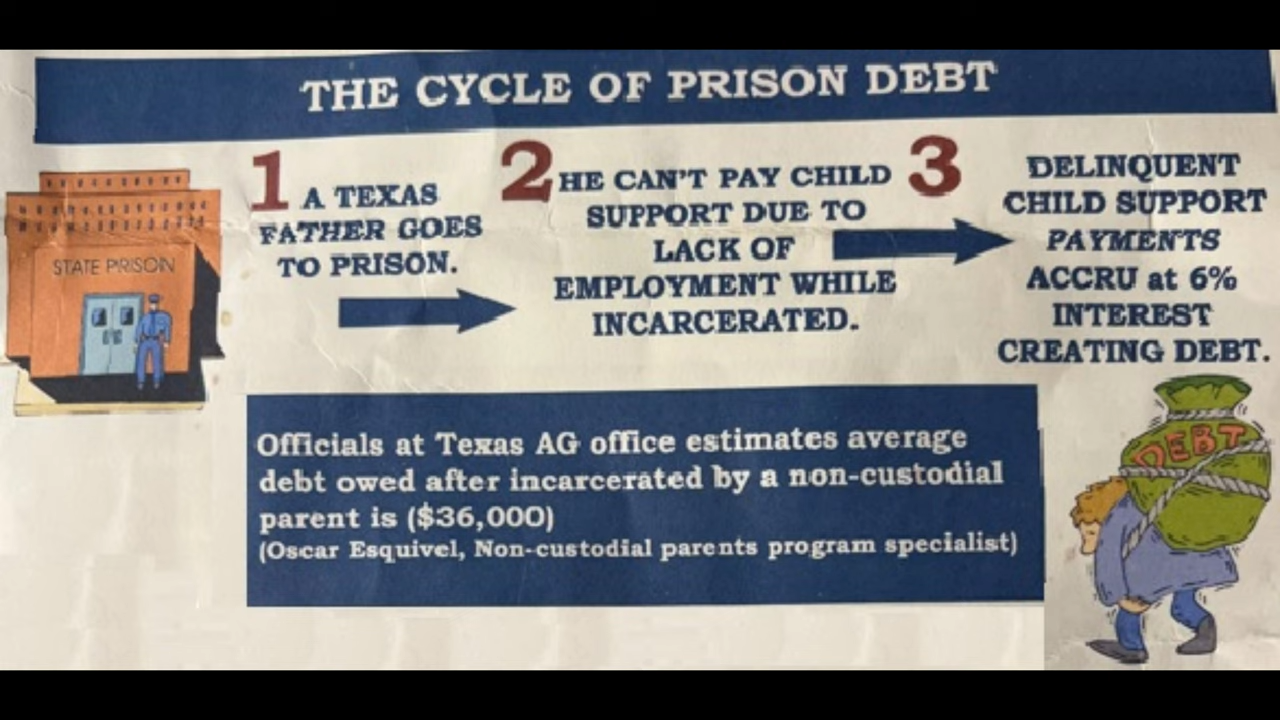 THE CYCLE OF PRISON DEBT
STATE PRISON
1 A TEXAS
FATHER GOES
TO PRISON.
2 HE CAN'T PAY CHILD
SUPPORT DUE TO
LACK OF
EMPLOYMENT WHILE
INCARCERATED.
3 DELINQUENT
CHILD SUPPORT
PAYMENTS
ACCRU at 6%
INTEREST
CREATING DEBT.
Officials at Texas AG office estimates average
debt owed after incarcerated by a non-custodial
parent is ($36,000)
(Oscar Esquivel, Non-custodial parents program specialist)
DEBT